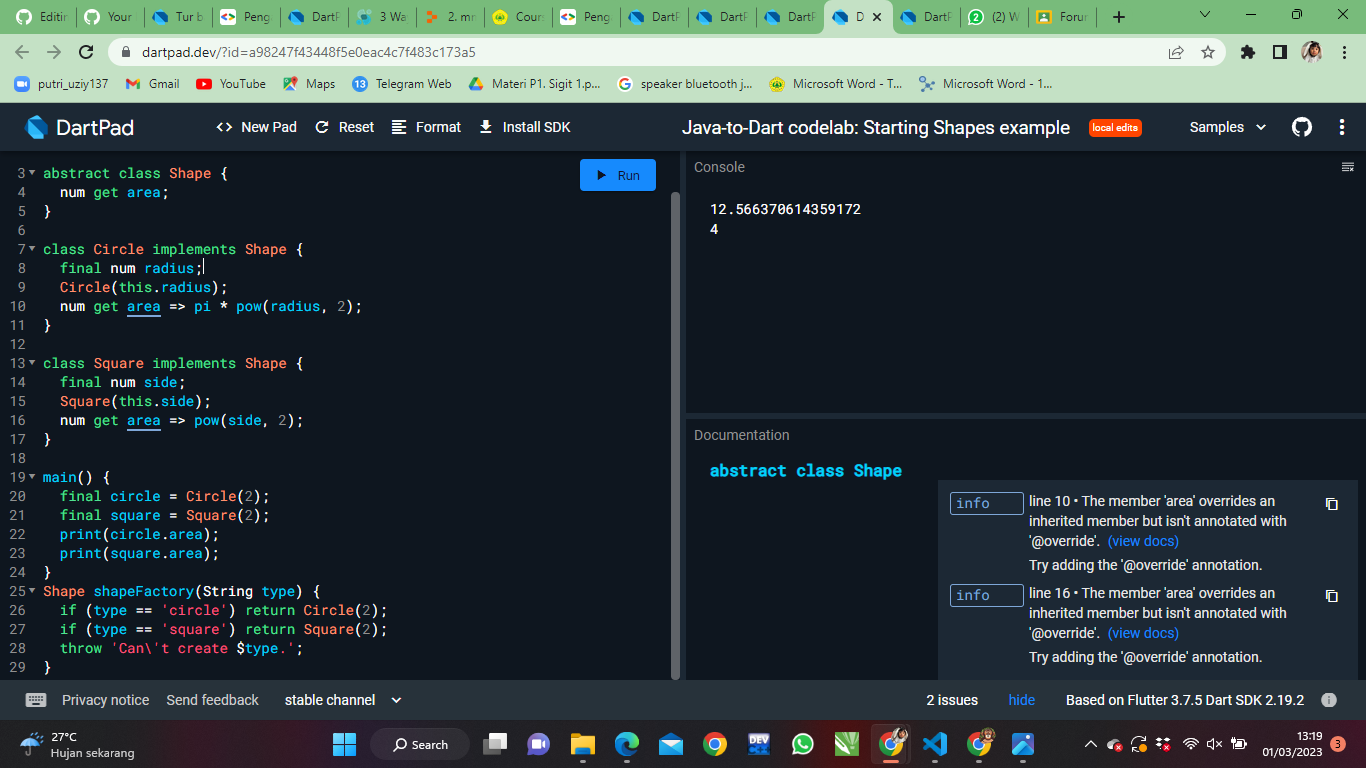 Editin
Your
Tur b
Peng
DartP
3 Wa
2. mn
Cours
Peng.
DartP
DartP
DartP
D
DartP
(2) W
Forur
dartpad.dev/?id=a98247f43448f5e0eac4c7f483c173a5
putri_uziy137
Gmail
YouTube
Maps
13 Telegram Web
Materi P1. Sigit 1.p...
speaker bluetooth j...
Microsoft Word - T...
Microsoft Word - 1...
DartPad
<> New Pad
Reset
Format
Install SDK
Java-to-Dart codelab: Starting Shapes example
local edits
Samples
3 abstract class Shape {
4 num get area;
5 }
6
7 class Circle implements Shape {
8 final num radius;
9 Circle(this.radius);
10 num get area => pi * pow(radius, 2);
11 }
12
13 class Square implements Shape {
14 final num side;
15 Square(this.side);
16 num get area => pow(side, 2);
17 }
18
19 main() {
20 final circle = Circle(2);
21 final square = Square(2);
22 print(circle.area);
23 print(square.area);
24 }
25 Shape shapeFactory(String type) {
26 if (type == 'circle') return Circle(2);
27 if (type == 'square') return Square(2);
28 throw 'Can\'t create $type.';
29 }
Run
Console
12.566370614359172
4
Documentation
abstract class Shape
info
line 10 • The member 'area' overrides an
inherited member but isn't annotated with
'@override'. (view docs)
Try adding the '@override' annotation.
info
line 16 • The member 'area' overrides an
inherited member but isn't annotated with
'@override'. (view docs)
Try adding the '@override' annotation.
Privacy notice
Send feedback
stable channel
2 issues
hide
Based on Flutter 3.7.5 Dart SDK 2.19.2
27°C
Hujan sekarang
Search
DEV
13:19
01/03/2023
3